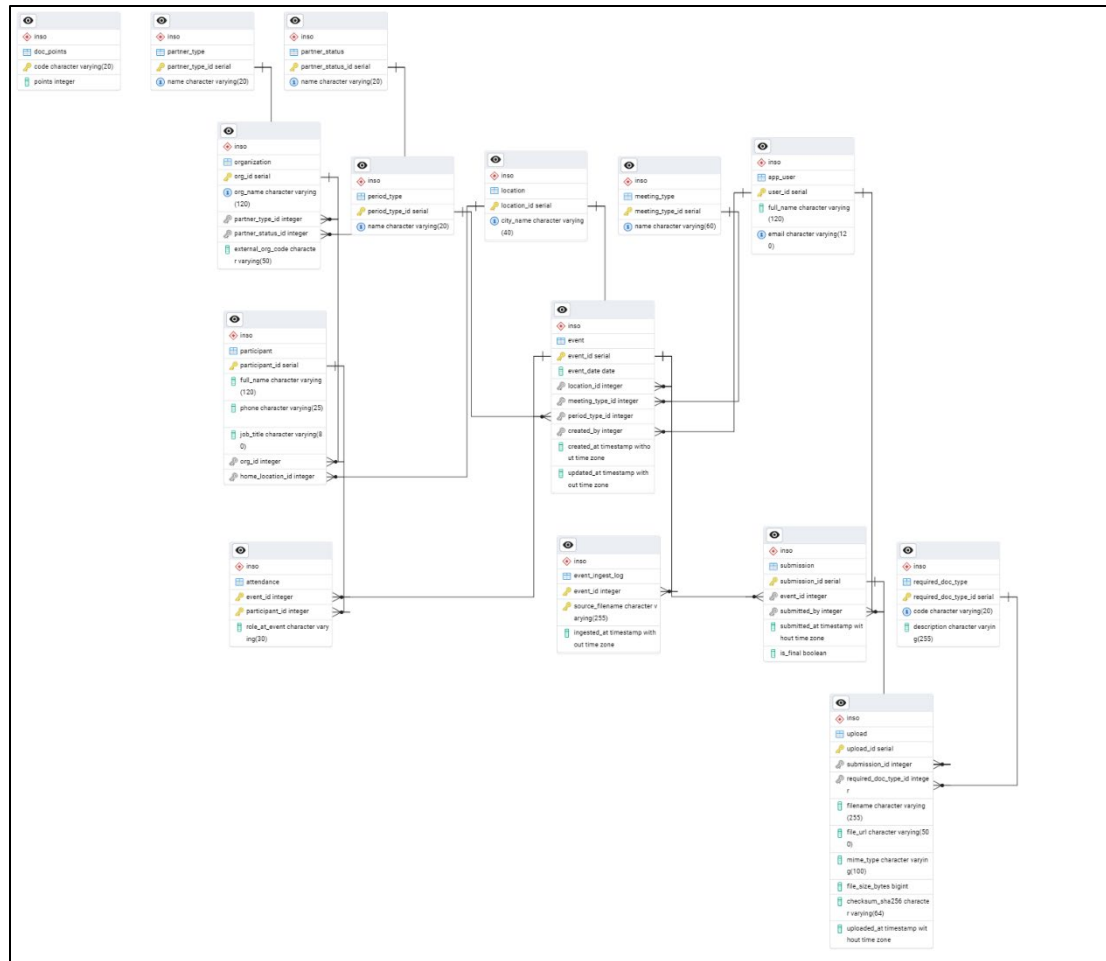 inso
doc_points
code character varying(20)
points integer
inso
partner_type
partner_type_id serial
name character varying(20)
inso
partner_status
partner_status_id serial
name character varying(20)
inso
organization
org_id serial
org_name character varying
(120)
partner_type_id integer
partner_status_id integer
external_org_code characte
r varying(50)
inso
period_type
period_type_id serial
name character varying(20)
inso
location
location_id serial
city_name character varying
(40)
inso
meeting_type
meeting_type_id serial
name character varying(60)
inso
app_user
user_id serial
full_name character varying
(120)
email character varying(12
0)
inso
participant
participant_id serial
full_name character varying
(120)
phone character varying(25)
job_title character varying(8
0)
org_id integer
home_location_id integer
inso
event
event_id serial
event_date date
location_id integer
meeting_type_id integer
period_type_id integer
created_by integer
created_at timestamp witho
ut time zone
updated_at timestamp with
out time zone
inso
attendance
event_id integer
participant_id integer
role_at_event character vary
ing(30)
inso
event_ingest_log
event_id integer
source_filename character v
arying(255)
ingested_at timestamp with
out time zone
inso
submission
submission_id serial
event_id integer
submitted_by integer
submitted_at timestamp wit
hout time zone
is_final boolean
inso
required_doc_type
required_doc_type_id serial
code character varying(20)
description character varyin
g(255)
inso
upload
upload_id serial
submission_id integer
required_doc_type_id intege
r
filename character varying
(255)
file_url character varying(50
0)
mime_type character varyin
g(100)
file_size_bytes bigint
checksum_sha256 characte
r varying(64)
uploaded_at timestamp wit
hout time zone